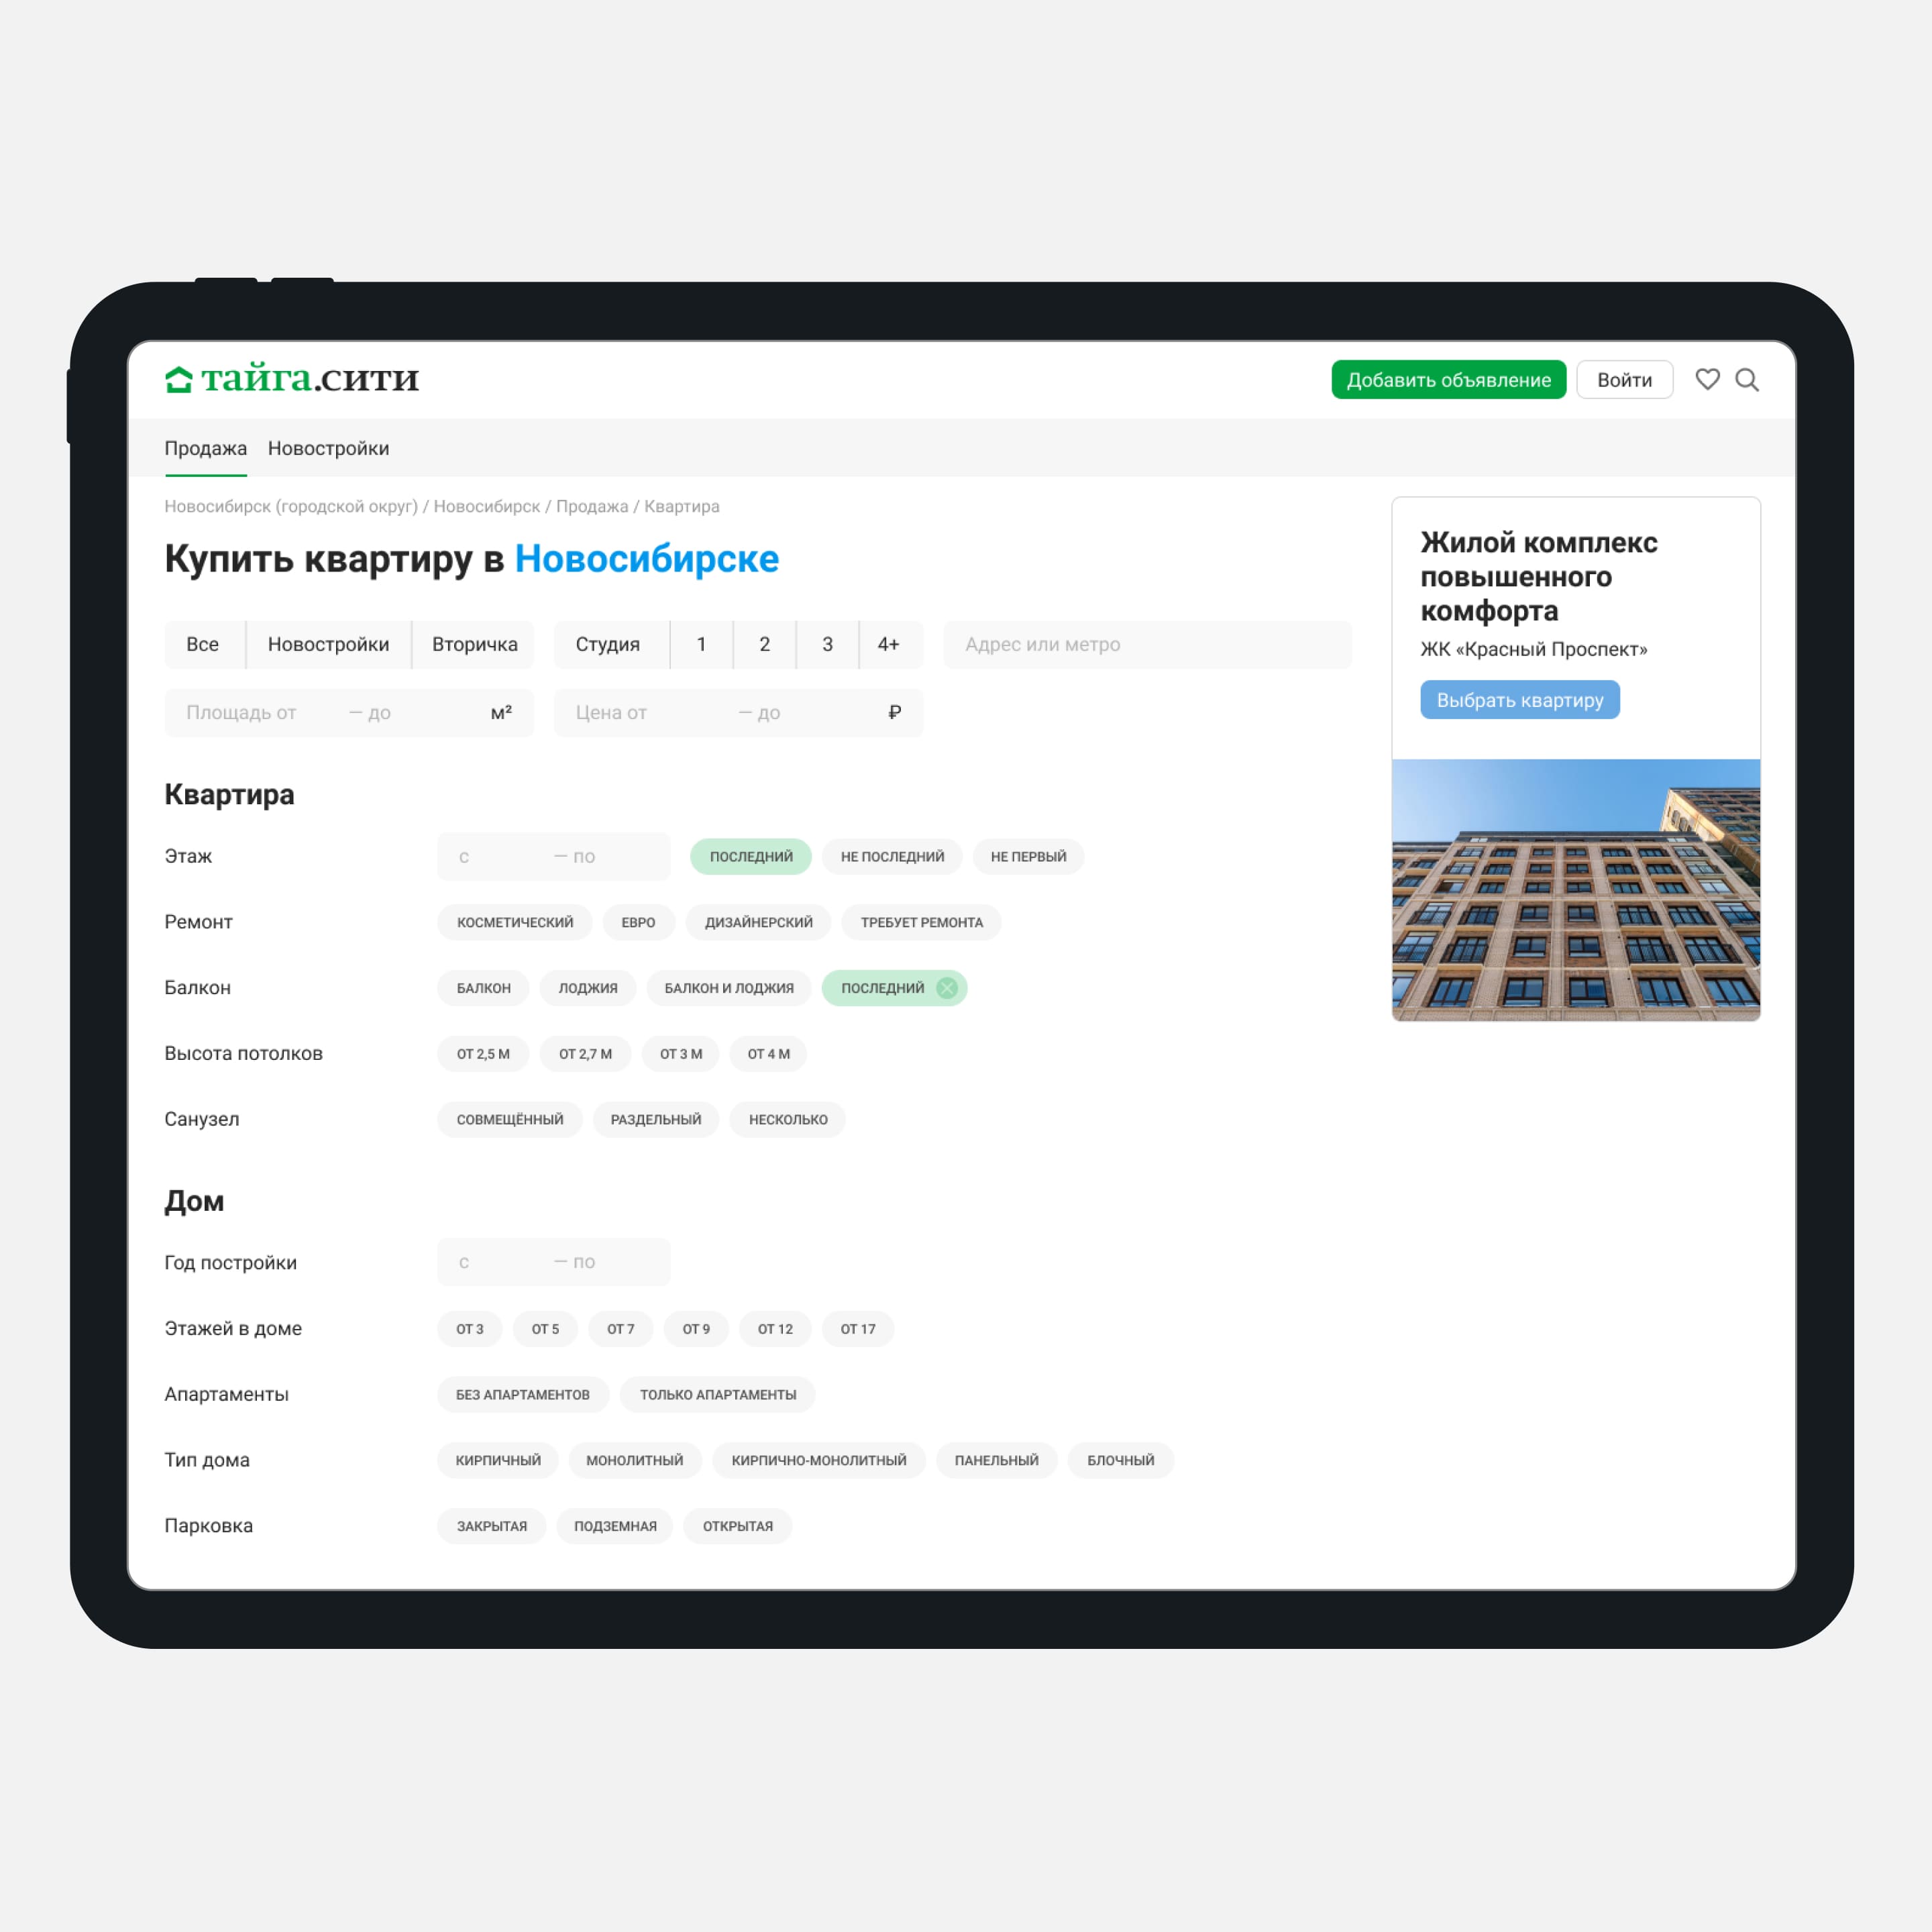 тайга.сити
Добавить объявление
Войти
Продажа Новостройки
Новосибирск (городской округ) / Новосибирск / Продажа / Квартира
Купить квартиру в Новосибирске
Все Новостройки Вторичка Студия 1 2 3 4+ Адрес или метро
Площадь от — до м² Цена от — до ₽
Квартира
Этаж с — по ПОСЛЕДНИЙ НЕ ПОСЛЕДНИЙ НЕ ПЕРВЫЙ
Ремонт КОСМЕТИЧЕСКИЙ ЕВРО ДИЗАЙНЕРСКИЙ ТРЕБУЕТ РЕМОНТА
Балкон БАЛКОН ЛОДЖИЯ БАЛКОН И ЛОДЖИЯ ПОСЛЕДНИЙ
Высота потолков ОТ 2,5 М ОТ 2,7 М ОТ 3 М ОТ 4 М
Санузел СОВМЕЩЁННЫЙ РАЗДЕЛЬНЫЙ НЕСКОЛЬКО
Дом
Год постройки с — по
Этажей в доме ОТ 3 ОТ 5 ОТ 7 ОТ 9 ОТ 12 ОТ 17
Апартаменты БЕЗ АПАРТАМЕНТОВ ТОЛЬКО АПАРТАМЕНТЫ
Тип дома КИРПИЧНЫЙ МОНОЛИТНЫЙ КИРПИЧНО-МОНОЛИТНЫЙ ПАНЕЛЬНЫЙ БЛОЧНЫЙ
Парковка ЗАКРЫТАЯ ПОДЗЕМНАЯ ОТКРЫТАЯ
Жилой комплекс
повышенного
комфорта
ЖК «Красный Проспект»
Выбрать квартиру